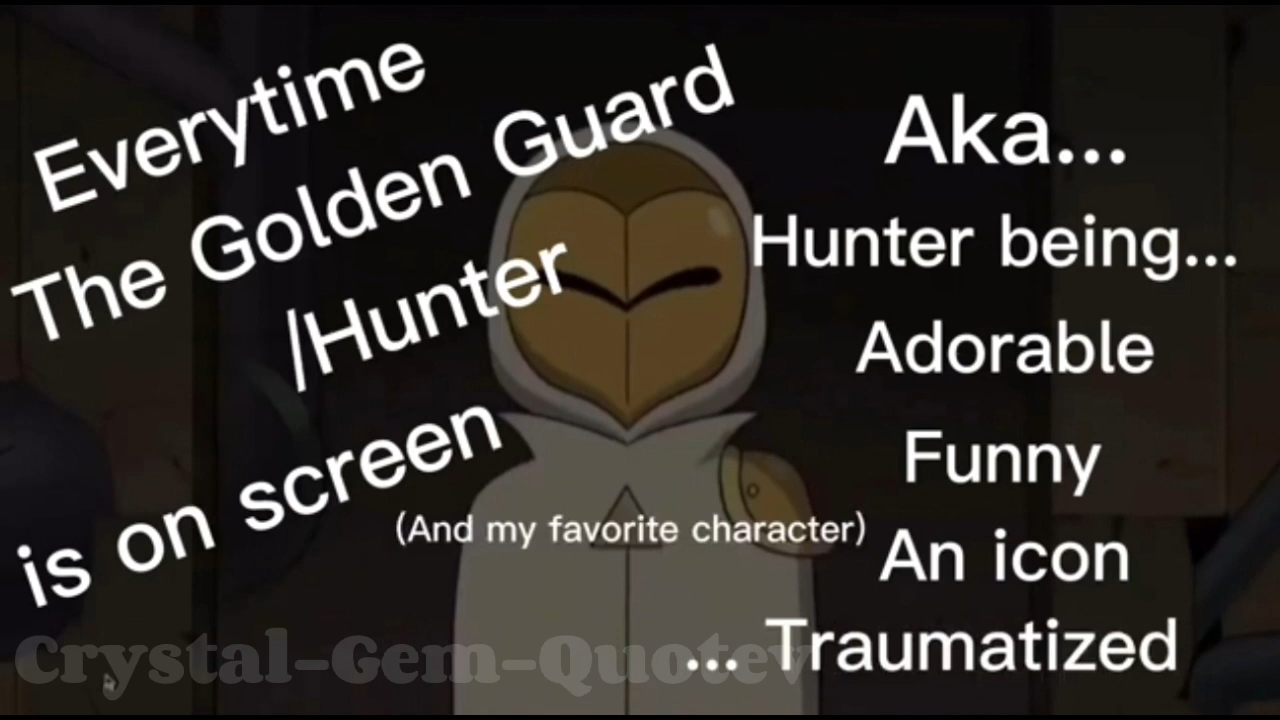 Everytime
The Golden Guard
/Hunter
is on screen
(And my favorite character)
Aka...
Hunter being...
Adorable
Funny
An icon
... Traumatized
Crystal-Gem-Quotev